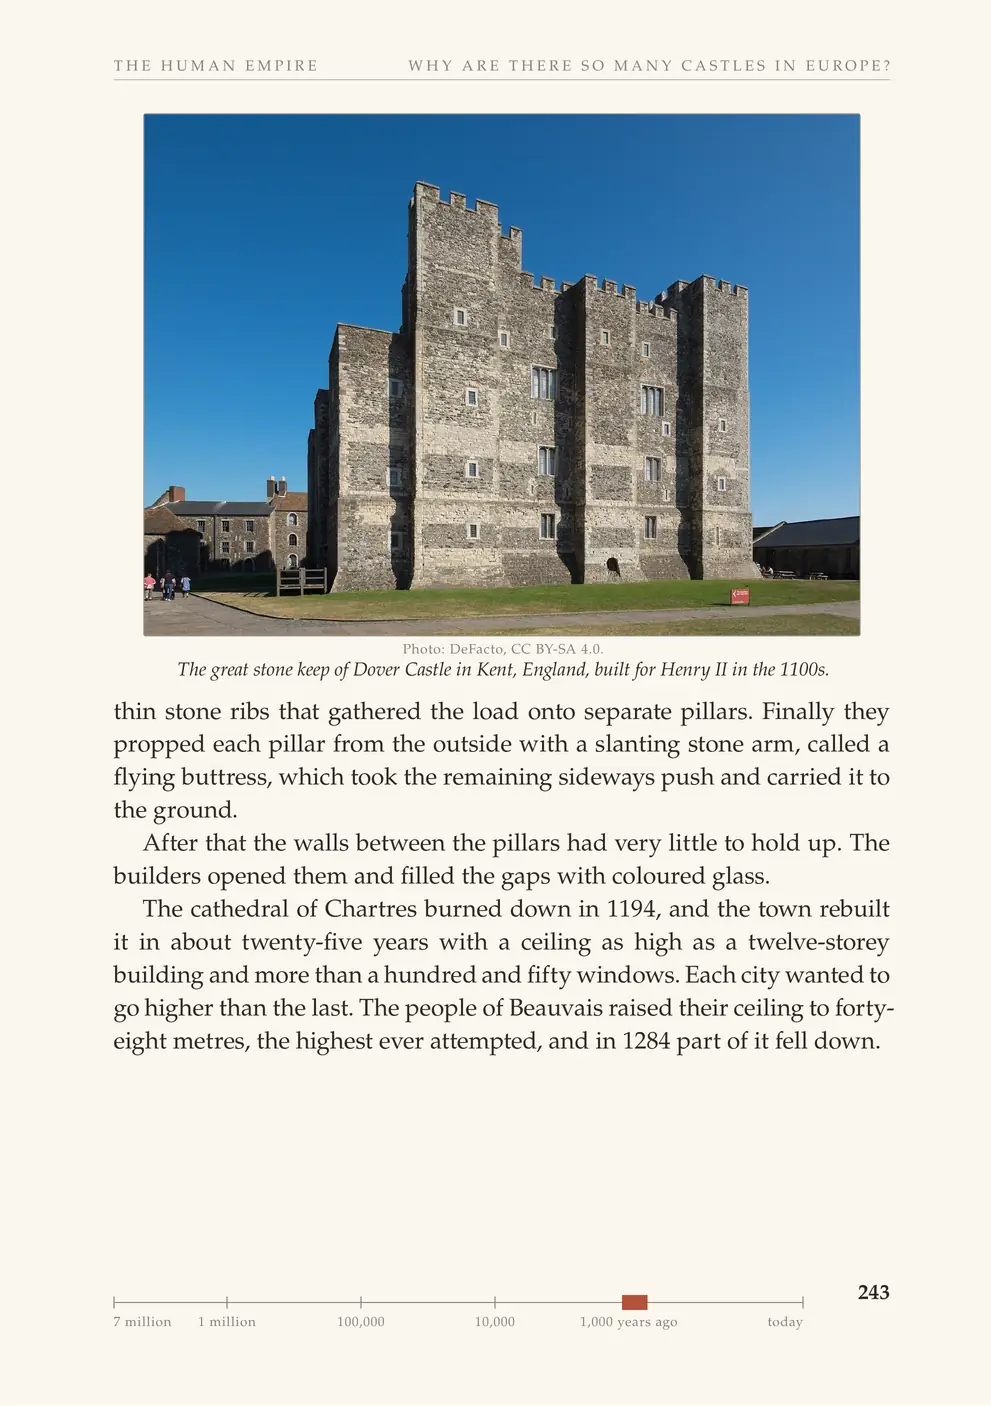 THE HUMAN EMPIRE
WHY ARE THERE SO MANY CASTLES IN EUROPE?
Photo: DeFacto, CC BY-SA 4.0.
The great stone keep of Dover Castle in Kent, England, built for Henry II in the 1100s.
thin stone ribs that gathered the load onto separate pillars. Finally they
propped each pillar from the outside with a slanting stone arm, called a
flying buttress, which took the remaining sideways push and carried it to
the ground.
After that the walls between the pillars had very little to hold up. The
builders opened them and filled the gaps with coloured glass.
The cathedral of Chartres burned down in 1194, and the town rebuilt
it in about twenty-five years with a ceiling as high as a twelve-storey
building and more than a hundred and fifty windows. Each city wanted to
go higher than the last. The people of Beauvais raised their ceiling to forty-
eight metres, the highest ever attempted, and in 1284 part of it fell down.
243
7 million
1 million
100,000
10,000
1,000 years ago
today